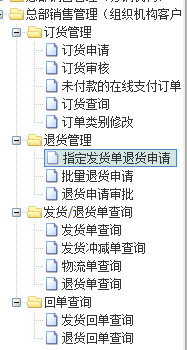 总部销售管理（组织机构客户
订货管理
订货申请
订货审核
未付款的在线支付订单
订货查询
订单类别修改
退货管理
指定发货单退货申请
批量退货申请
退货申请审批
发货/退货单查询
发货单查询
发货冲减单查询
物流单查询
退货单查询
回单查询
发货回单查询
退货回单查询